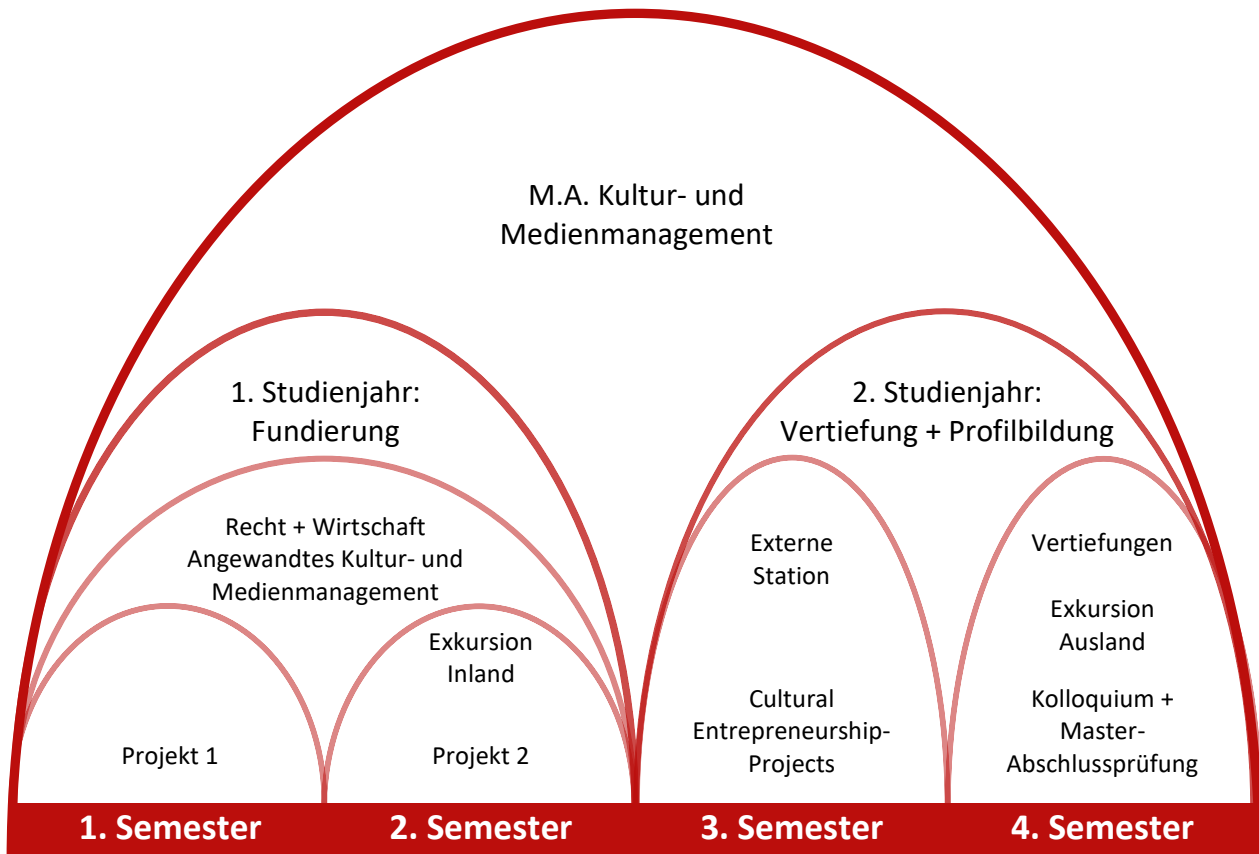 M.A. Kultur- und
Medienmanagement
1. Studienjahr:
Fundierung
Recht + Wirtschaft
Angewandtes Kultur- und
Medienmanagement
Projekt 1
Exkursion
Inland
Projekt 2
2. Studienjahr:
Vertiefung + Profilbildung
Externe
Station
Cultural
Entrepreneurship-
Projects
Vertiefungen
Exkursion
Ausland
Kolloquium +
Master-
Abschlussprüfung
1. Semester
2. Semester
3. Semester
4. Semester